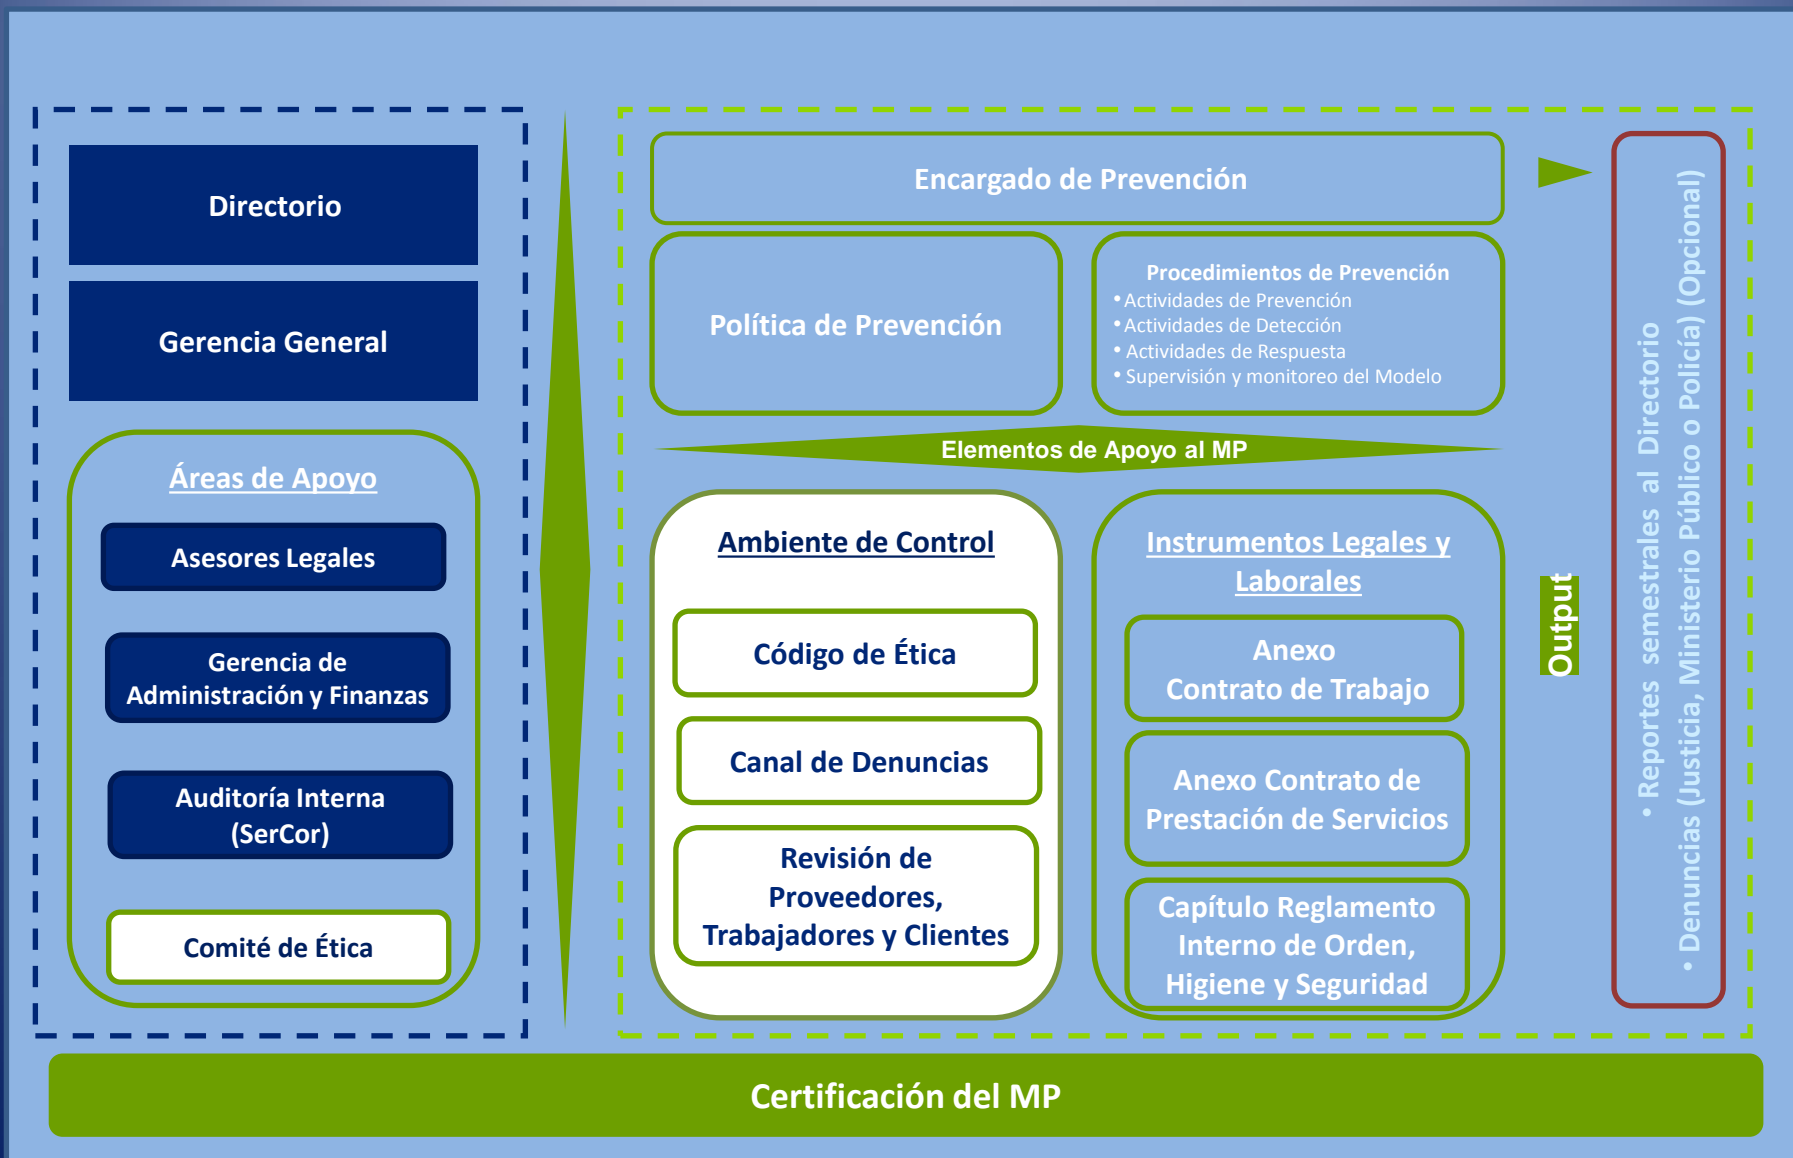 Directorio
Gerencia General
Áreas de Apoyo
Asesores Legales
Gerencia de
Administración y Finanzas
Auditoría Interna
(SerCor)
Comité de Ética
Encargado de Prevención
Política de Prevención
Procedimientos de Prevención
• Actividades de Prevención
• Actividades de Detección
• Actividades de Respuesta
• Supervisión y monitoreo del Modelo
Elementos de Apoyo al MP
Ambiente de Control
Código de Ética
Canal de Denuncias
Revisión de
Proveedores,
Trabajadores y Clientes
Instrumentos Legales y
Laborales
Anexo
Contrato de Trabajo
Anexo Contrato de
Prestación de Servicios
Capítulo Reglamento
Interno de Orden,
Higiene y Seguridad
Output
• Reportes semestrales al Directorio
• Denuncias (Justicia, Ministerio Público o Policía) (Opcional)
Certificación del MP